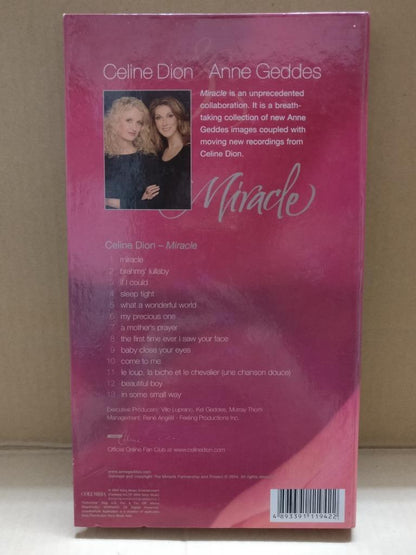 Celine Dion Anne Geddes
Miracle is an unprecedented
collaboration. It is a breath-
taking collection of new Anne
Geddes images coupled with
moving new recordings from
Celine Dion.
Miracle
Celine Dion – Miracle
1 miracle
2 brahms' lullaby
3 if i could
4 sleep tight
5 what a wonderful world
6 my precious one
7 a mother's prayer
8 the first time ever i saw your face
9 baby close your eyes
10 come to me
11 le loup, la biche et le chevalier (une chanson douce)
12 beautiful boy
13 in some small way
Executive Producers: Vito Luprano, Kel Geddes, Murray Thom
Management: René Angélil - Feeling Productions Inc.
Official Online Fan Club at www.celinedion.com
www.annegeddes.com
COLUMBIA
4 893391 119422